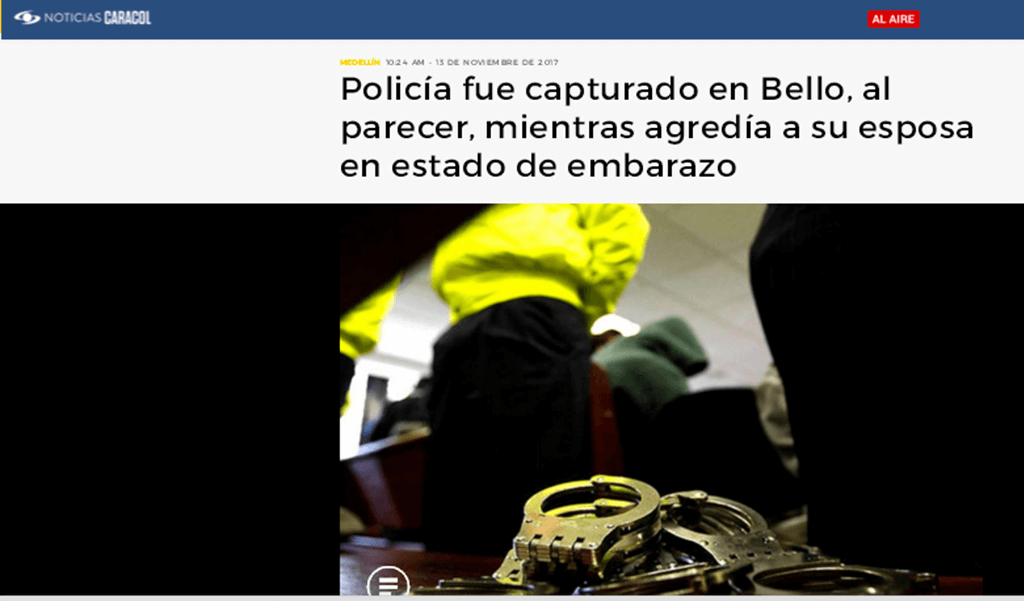 NOTICIAS CARACOL
AL AIRE
MEDELLÍN 10:24 AM - 13 DE NOVIEMBRE DE 2017
Policía fue capturado en Bello, al
parecer, mientras agredía a su esposa
en estado de embarazo